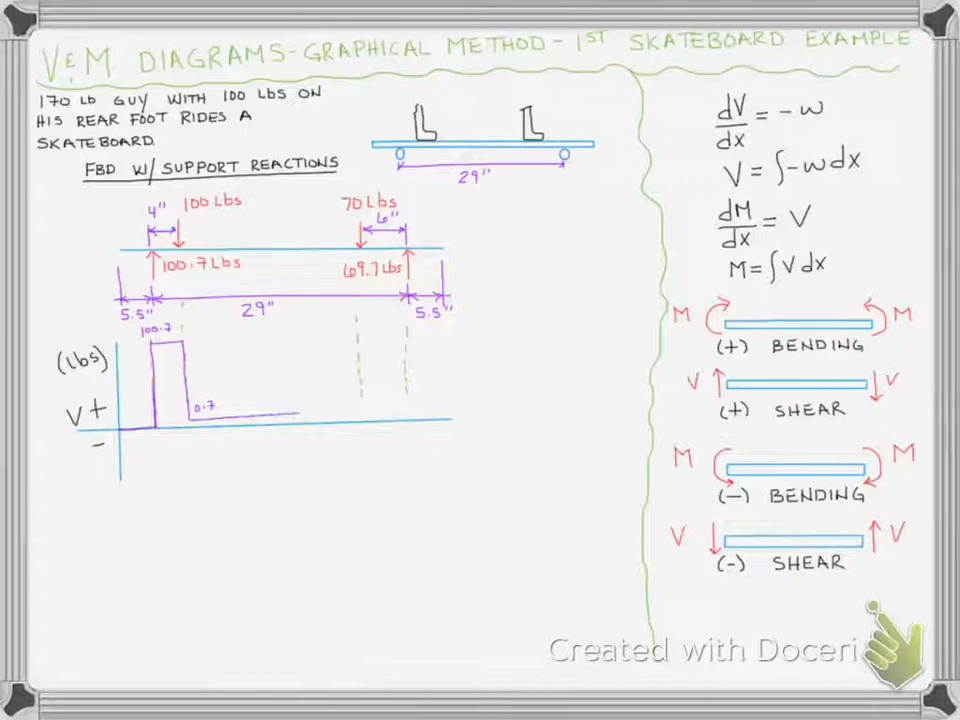 V & M DIAGRAMS-GRAPHICAL METHOD-1ST SKATEBOARD EXAMPLE
170 Lb GUY WITH 100 LBS ON
HIS REAR FOOT RIDES A
SKATEBOARD.
FBD W/ SUPPORT REACTIONS
29"
4" 100 Lbs 70 Lbs
6"
100.7 Lbs 69.7 Lbs
5.5" 29" 5.5"
100.7
(Lbs)
V +
0.7
-
dV/dx = -w
V = ∫-w dx
dM/dx = V
M = ∫V dx
M M
(+) BENDING
V V
(+) SHEAR
M M
(-) BENDING
V V
(-) SHEAR
Created with Doceri